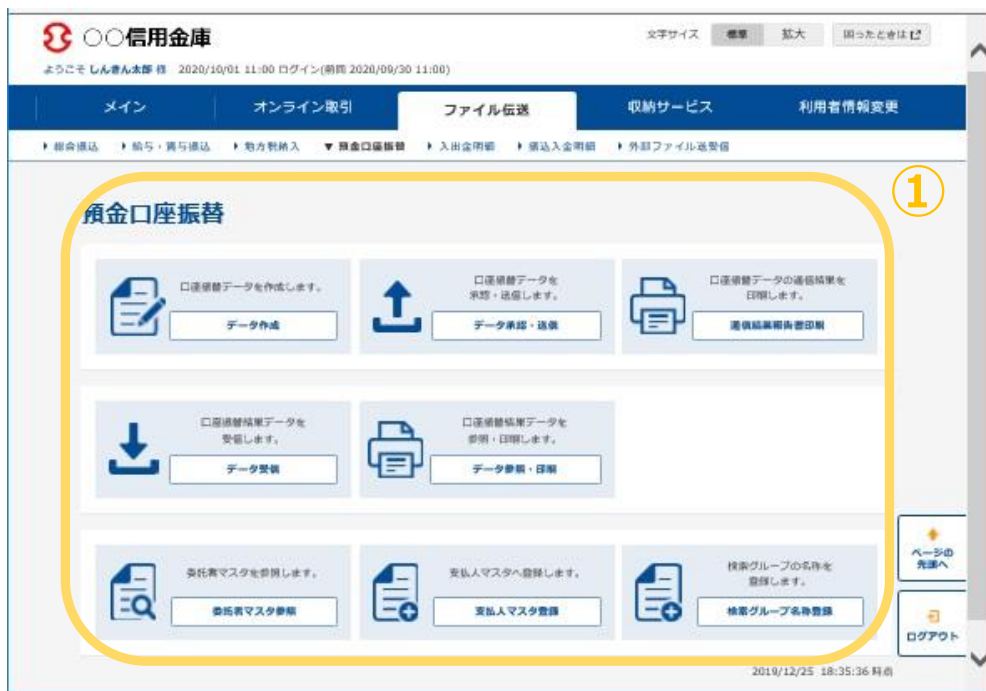 〇〇信用金庫
文字サイズ 標準 拡大 困ったときは
ようこそ しんきん太郎 様 2020/10/01 11:00 ログイン(前回 2020/09/30 11:00)
メイン オンライン取引 ファイル伝送 収納サービス 利用者情報変更
総合振込 給与・賞与振込 地方税納入 ▼ 預金口座振替 入出金明細 振込入金明細 外部ファイル送受信
①
預金口座振替
口座振替データを作成します。
データ作成
口座振替データを
承認・送信します。
データ承認・送信
口座振替データの通信結果を
印刷します。
通信結果報告書印刷
口座振替結果データを
受信します。
データ受信
口座振替結果データを
参照・印刷します。
データ参照・印刷
委託者マスタを参照します。
委託者マスタ参照
支払人マスタへ登録します。
支払人マスタ登録
検索グループの名称を
登録します。
検索グループ名称登録
ページの
先頭へ
ログアウト
2019/12/25 18:35:36 時点